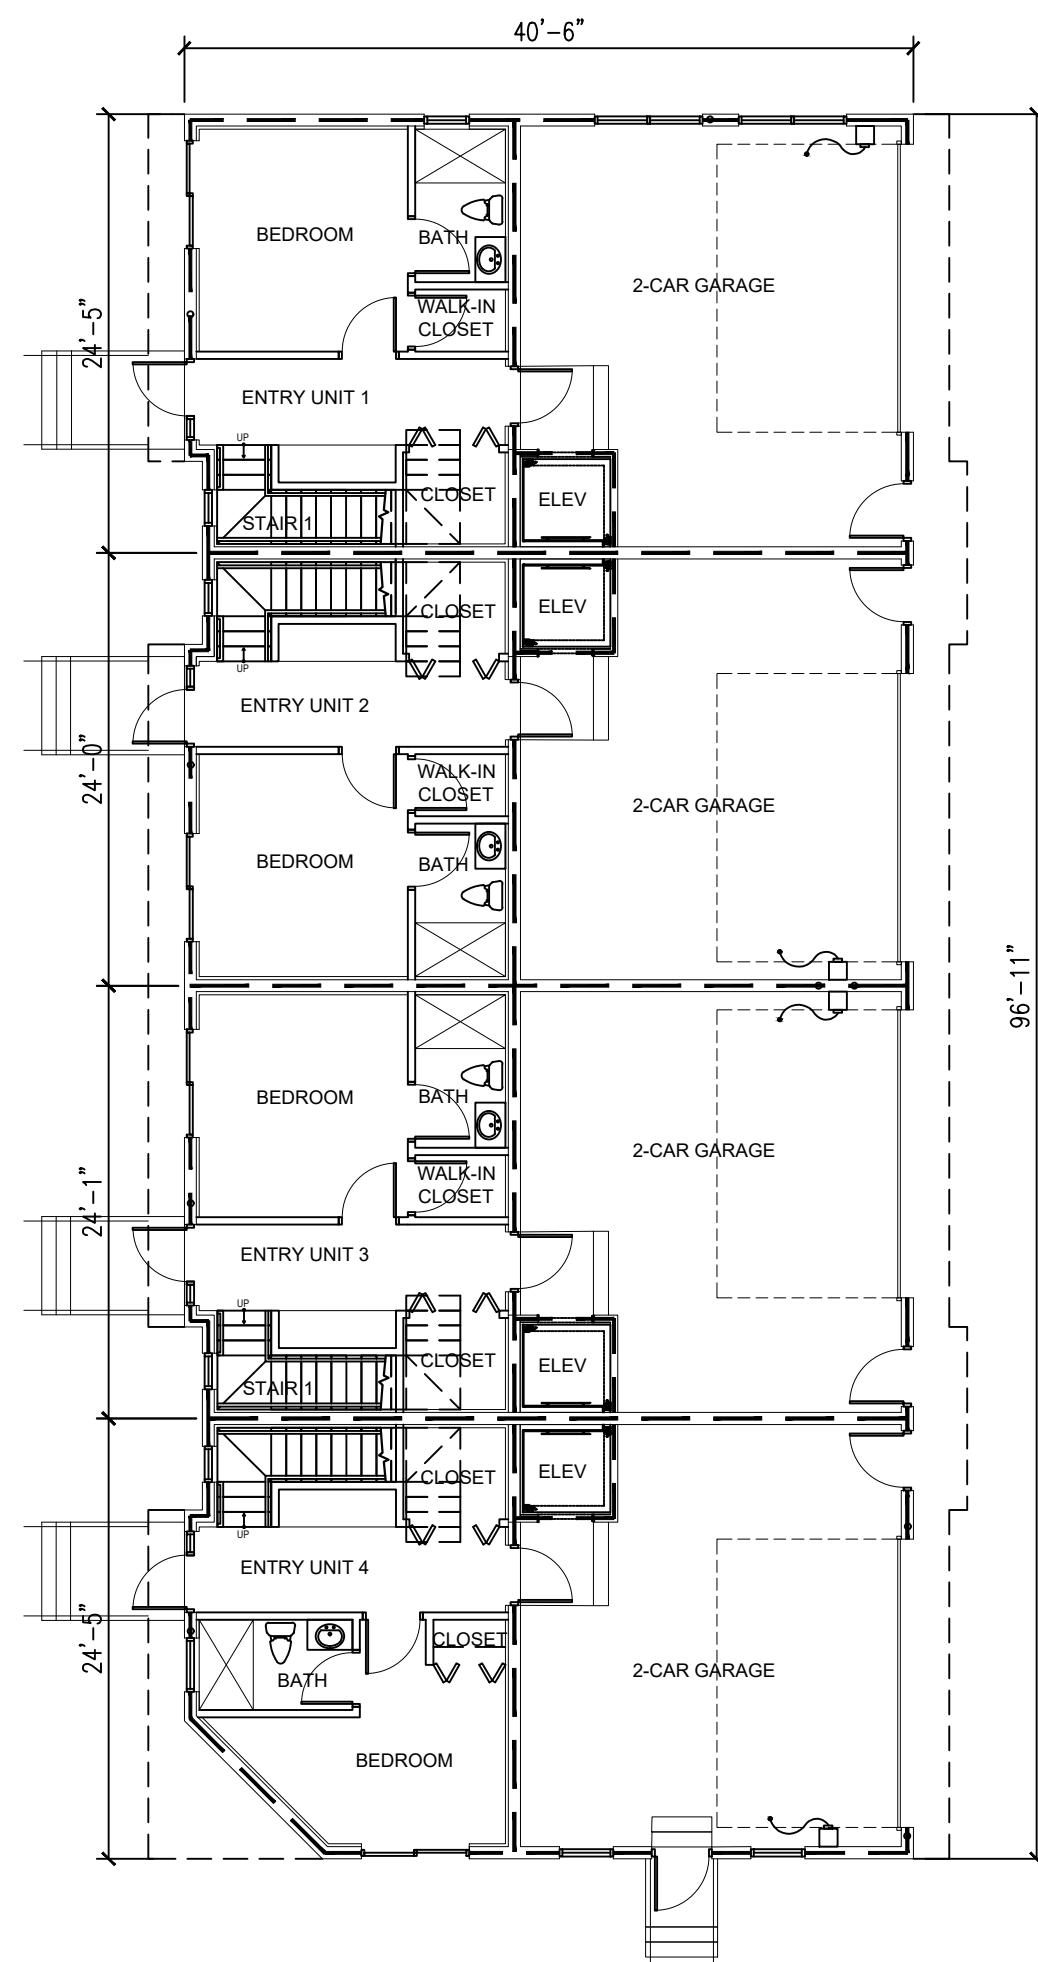 40'-6"
BEDROOM
BATH
2-CAR GARAGE
WALK-IN
CLOSET
24'-5"
ENTRY UNIT 1
UP
CLOSET
ELEV
STAIR 1
CLOSET
ELEV
UP
ENTRY UNIT 2
24'-0"
WALK-IN
CLOSET
2-CAR GARAGE
BEDROOM
BATH
96'-11"
BEDROOM
BATH
2-CAR GARAGE
WALK-IN
CLOSET
24'-1"
ENTRY UNIT 3
UP
CLOSET
ELEV
STAIR 1
CLOSET
ELEV
UP
ENTRY UNIT 4
24'-5"
CLOSET
BATH
2-CAR GARAGE
BEDROOM